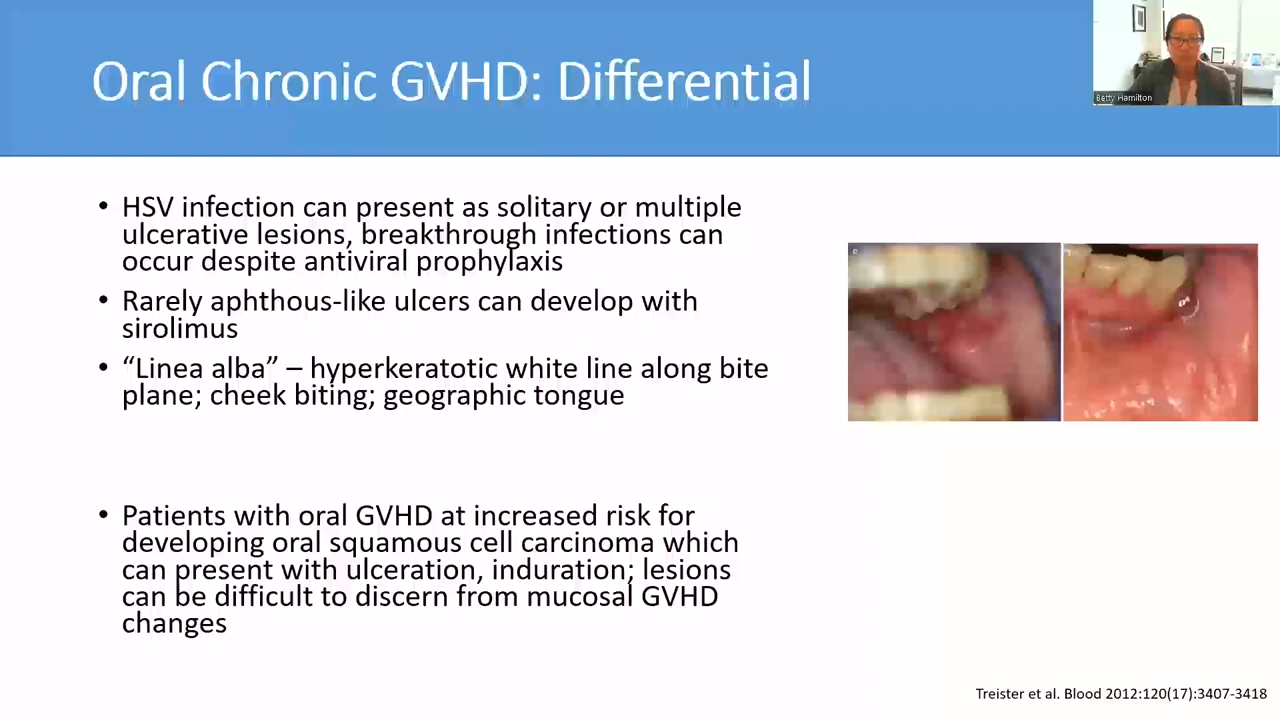 Oral Chronic GVHD: Differential
Betty Hamilton
• HSV infection can present as solitary or multiple
ulcerative lesions, breakthrough infections can
occur despite antiviral prophylaxis
• Rarely aphthous-like ulcers can develop with
sirolimus
• “Linea alba” – hyperkeratotic white line along bite
plane; cheek biting; geographic tongue
• Patients with oral GVHD at increased risk for
developing oral squamous cell carcinoma which
can present with ulceration, induration; lesions
can be difficult to discern from mucosal GVHD
changes
Treister et al. Blood 2012:120(17):3407-3418